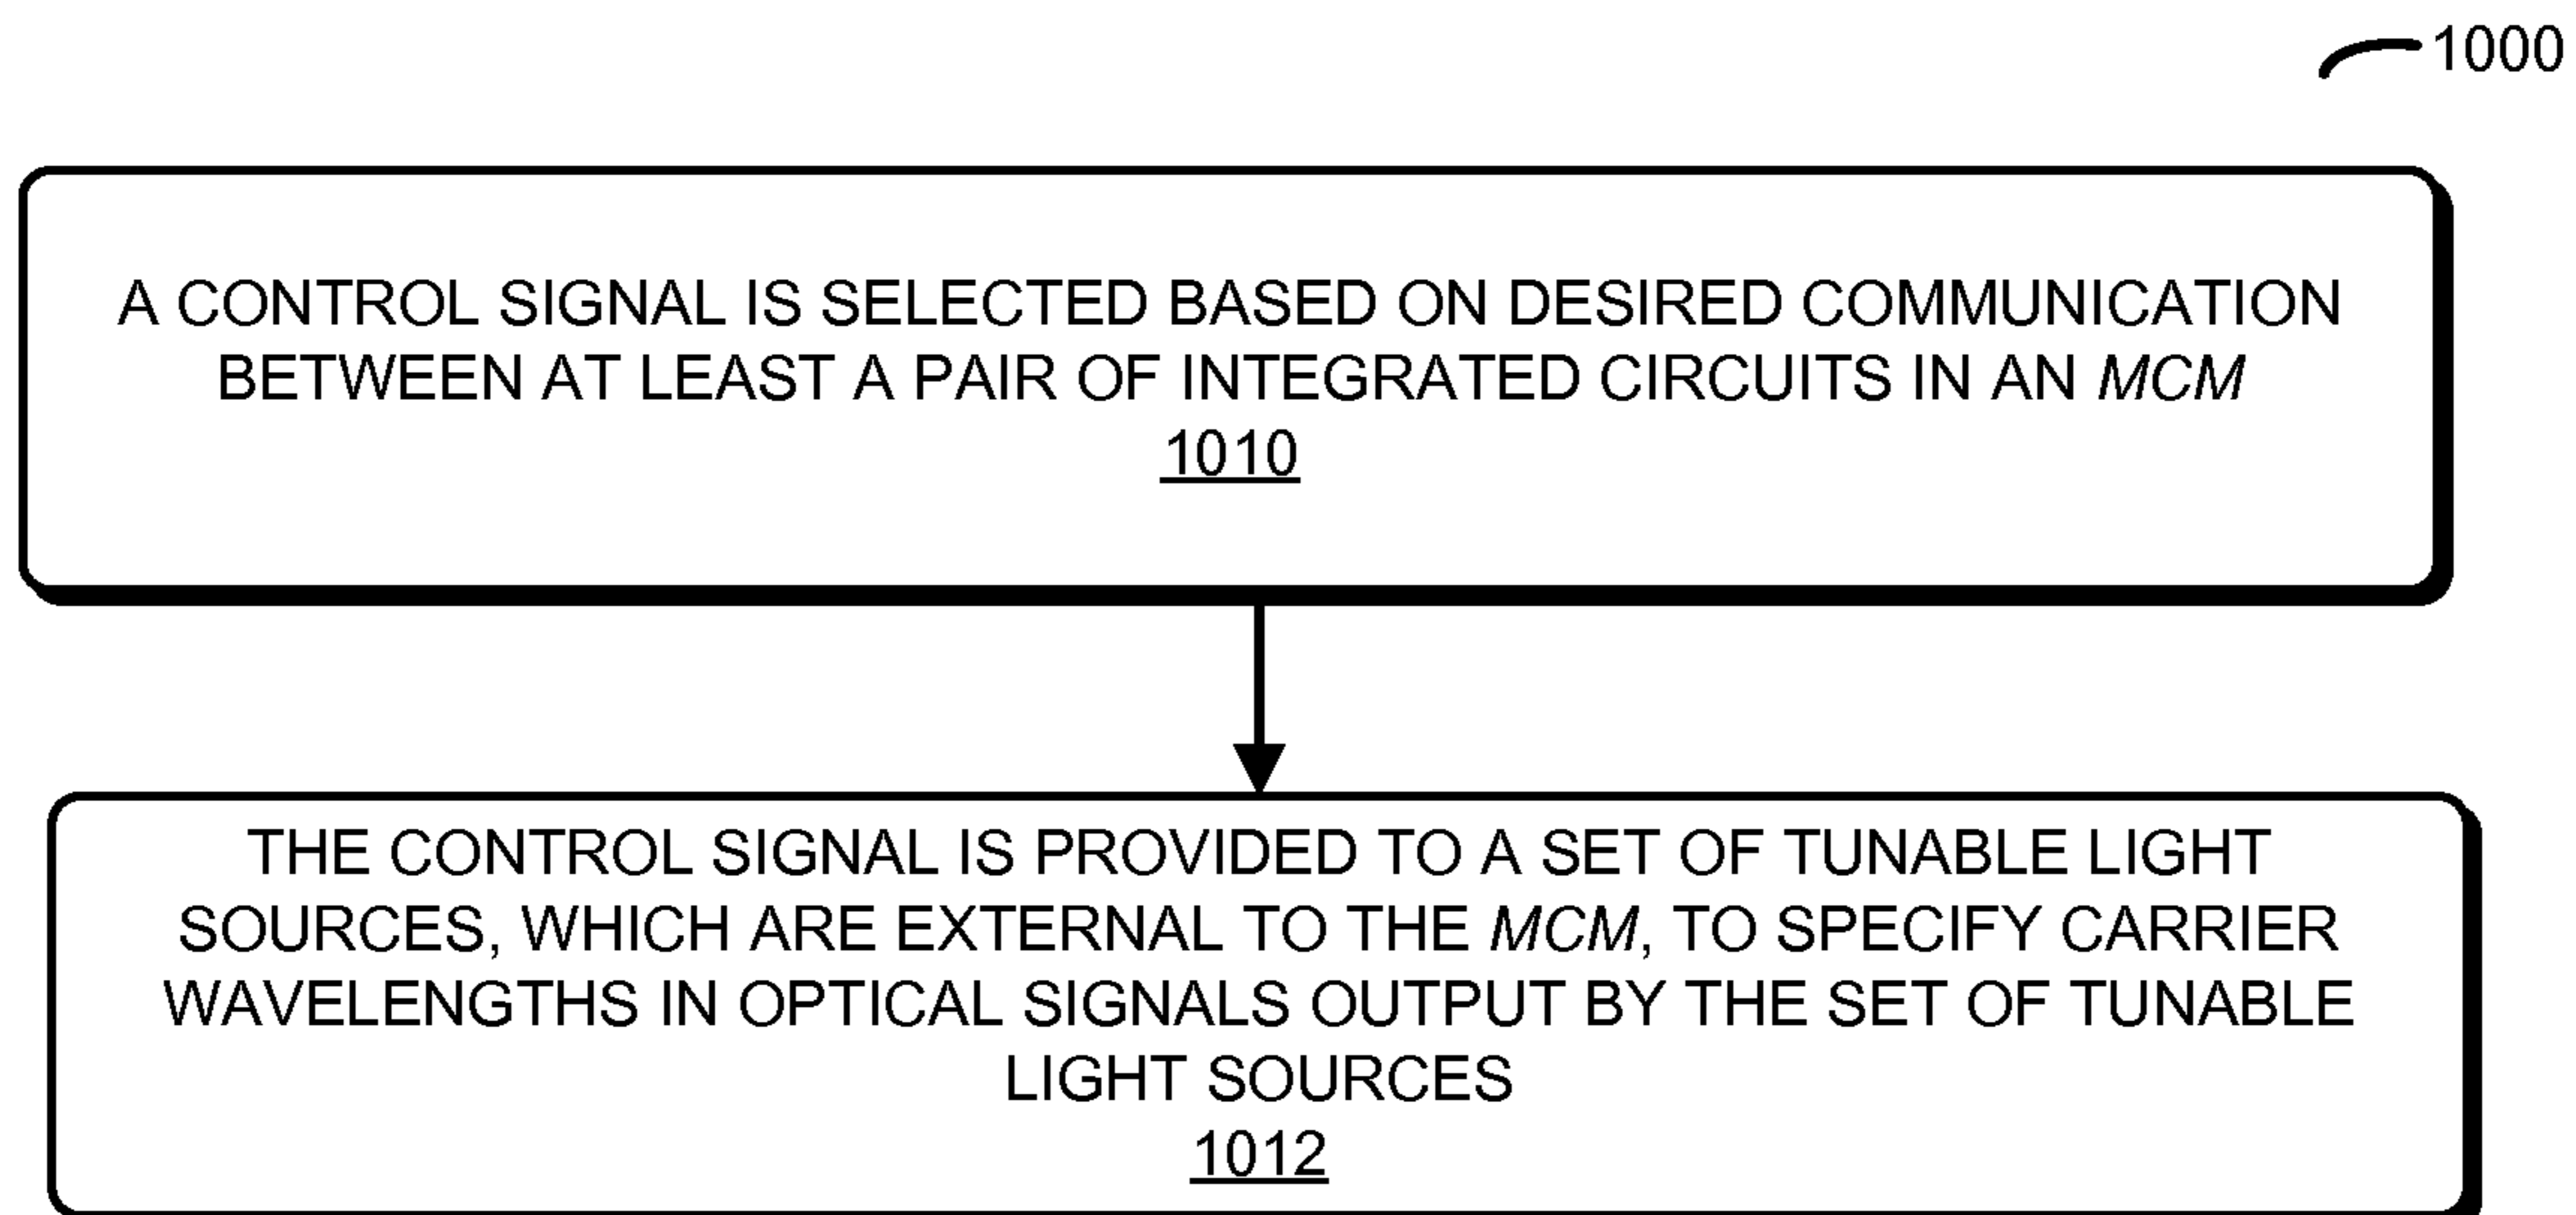 1000
A CONTROL SIGNAL IS SELECTED BASED ON DESIRED COMMUNICATION
BETWEEN AT LEAST A PAIR OF INTEGRATED CIRCUITS IN AN MCM
1010
THE CONTROL SIGNAL IS PROVIDED TO A SET OF TUNABLE LIGHT
SOURCES, WHICH ARE EXTERNAL TO THE MCM, TO SPECIFY CARRIER
WAVELENGTHS IN OPTICAL SIGNALS OUTPUT BY THE SET OF TUNABLE
LIGHT SOURCES
1012